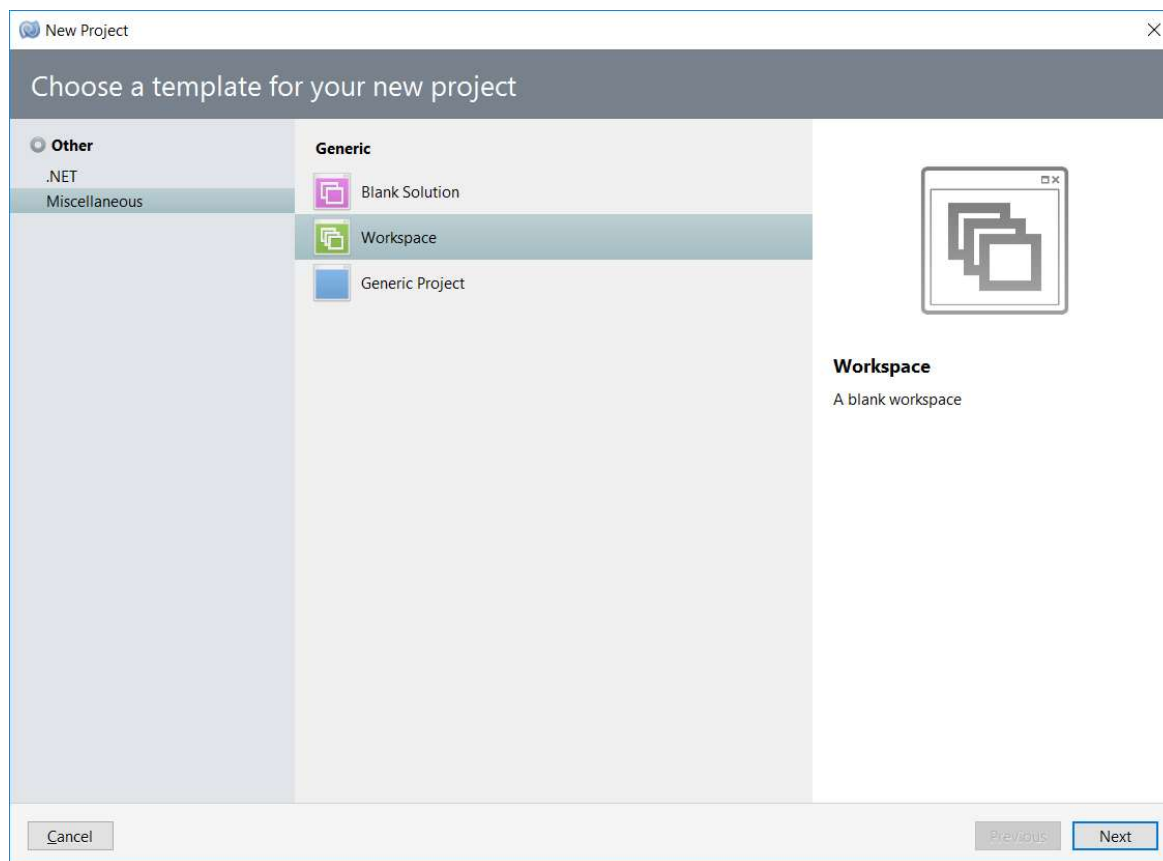 New Project
Choose a template for your new project
Other
.NET
Miscellaneous
Generic
Blank Solution
Workspace
Generic Project
Workspace
A blank workspace
Cancel
Previous
Next